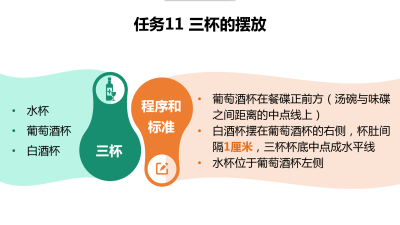 任务11 三杯的摆放
• 水杯
• 葡萄酒杯
• 白酒杯
三杯
程序和
标准
• 葡萄酒杯在餐碟正前方（汤碗与味碟
之间距离的中点线上）
• 白酒杯摆在葡萄酒杯的右侧，杯肚间
隔1厘米，三杯杯底中点成水平线
• 水杯位于葡萄酒杯左侧